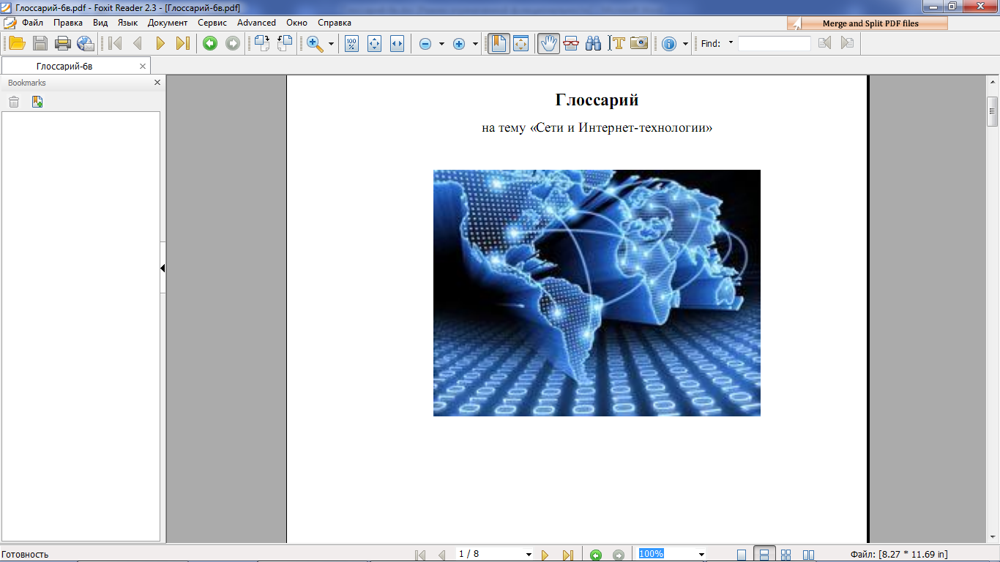 Глоссарий-6в.pdf - Foxit Reader 2.3 - [Глоссарий-6в.pdf]
Файл Правка Вид Язык Документ Сервис Advanced Окно Справка
Merge and Split PDF files
100 %
Find:
Глоссарий-6в
Bookmarks
Глоссарий
на тему «Сети и Интернет-технологии»
Готовность
1 / 8
100%
Файл: [8.27 * 11.69 in]